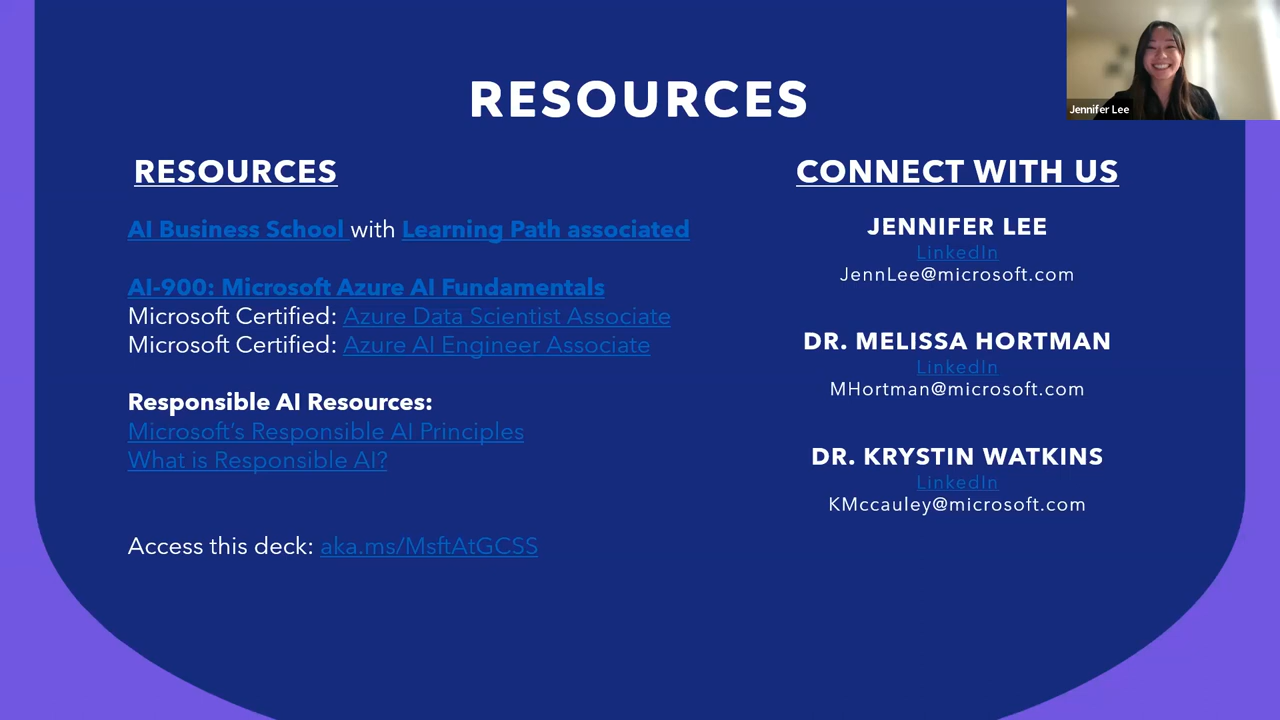 RESOURCES
Jennifer Lee
RESOURCES
AI Business School with Learning Path associated
AI-900: Microsoft Azure AI Fundamentals
Microsoft Certified: Azure Data Scientist Associate
Microsoft Certified: Azure AI Engineer Associate
Responsible AI Resources:
Microsoft's Responsible AI Principles
What is Responsible AI?
Access this deck: aka.ms/MsftAtGCSS
CONNECT WITH US
JENNIFER LEE
LinkedIn
JennLee@microsoft.com
DR. MELISSA HORTMAN
LinkedIn
MHortman@microsoft.com
DR. KRYSTIN WATKINS
LinkedIn
KMccauley@microsoft.com